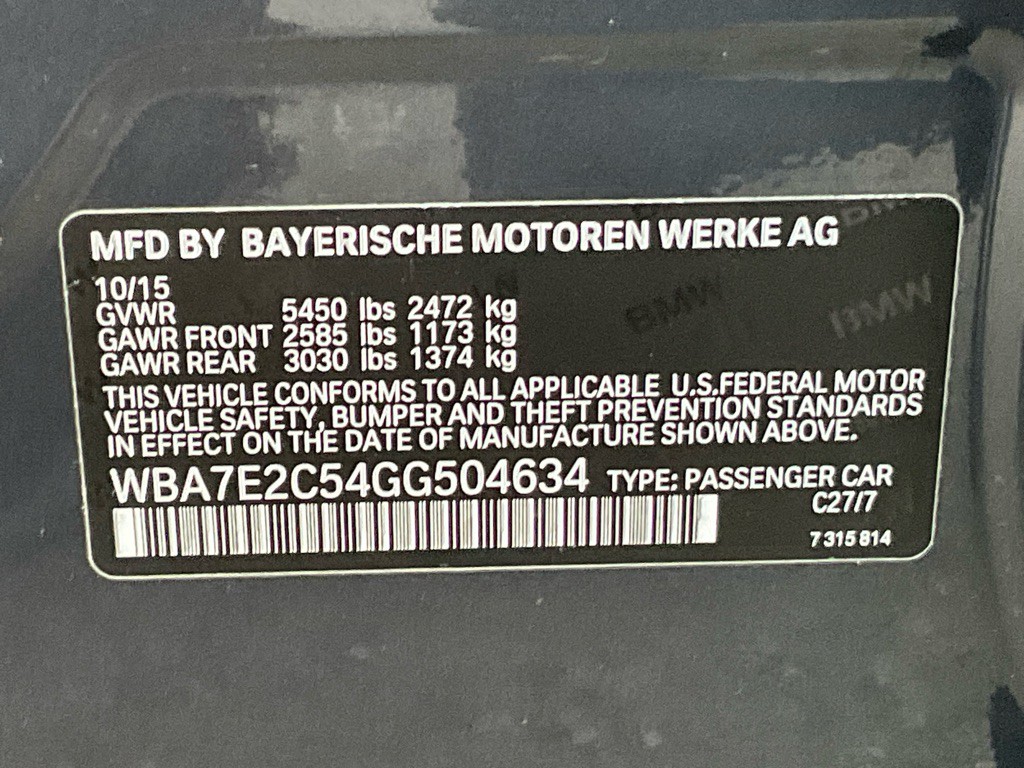 MFD BY BAYERISCHE MOTOREN WERKE AG
10/15
GVWR 5450 lbs 2472 kg
GAWR FRONT 2585 lbs 1173 kg
GAWR REAR 3030 lbs 1374 kg
THIS VEHICLE CONFORMS TO ALL APPLICABLE U.S.FEDERAL MOTOR
VEHICLE SAFETY, BUMPER AND THEFT PREVENTION STANDARDS
IN EFFECT ON THE DATE OF MANUFACTURE SHOWN ABOVE.
WBA7E2C54GG504634 TYPE: PASSENGER CAR
C27/7
7 315 814
BMW
BMW